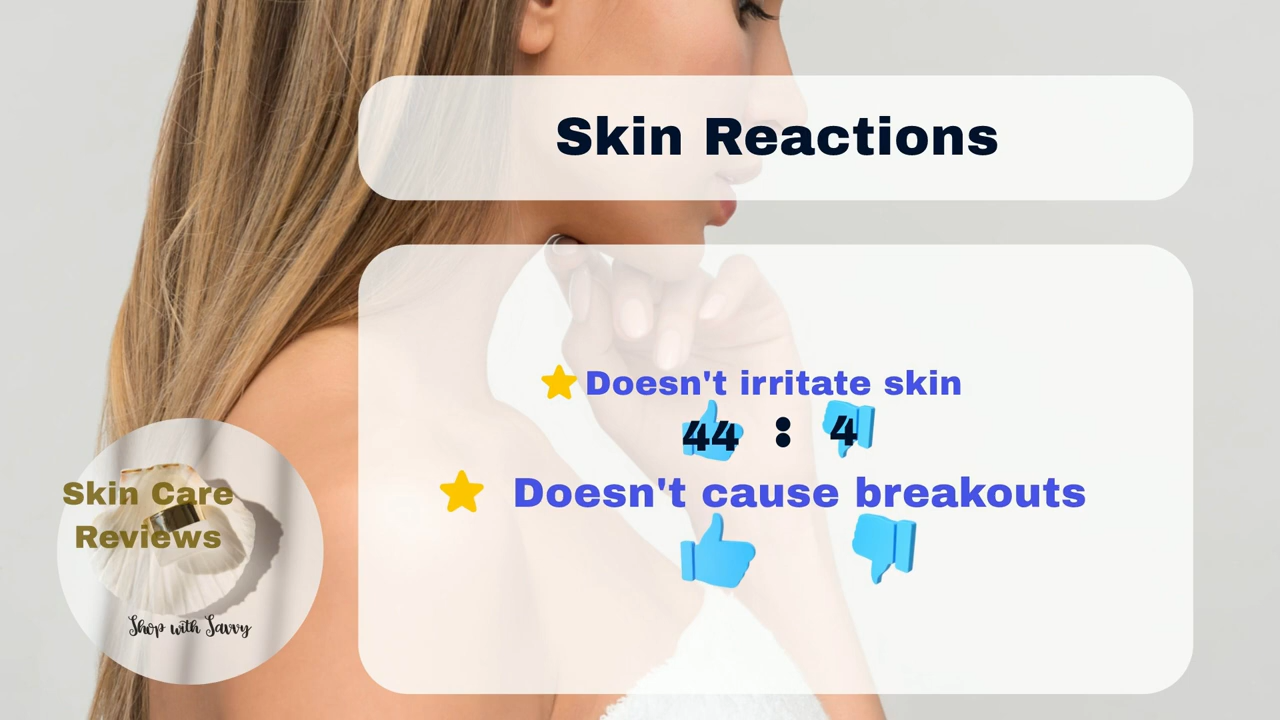 Skin Reactions
Doesn't irritate skin
44 : 4
Doesn't cause breakouts
Skin Care
Reviews
Shop with Savvy